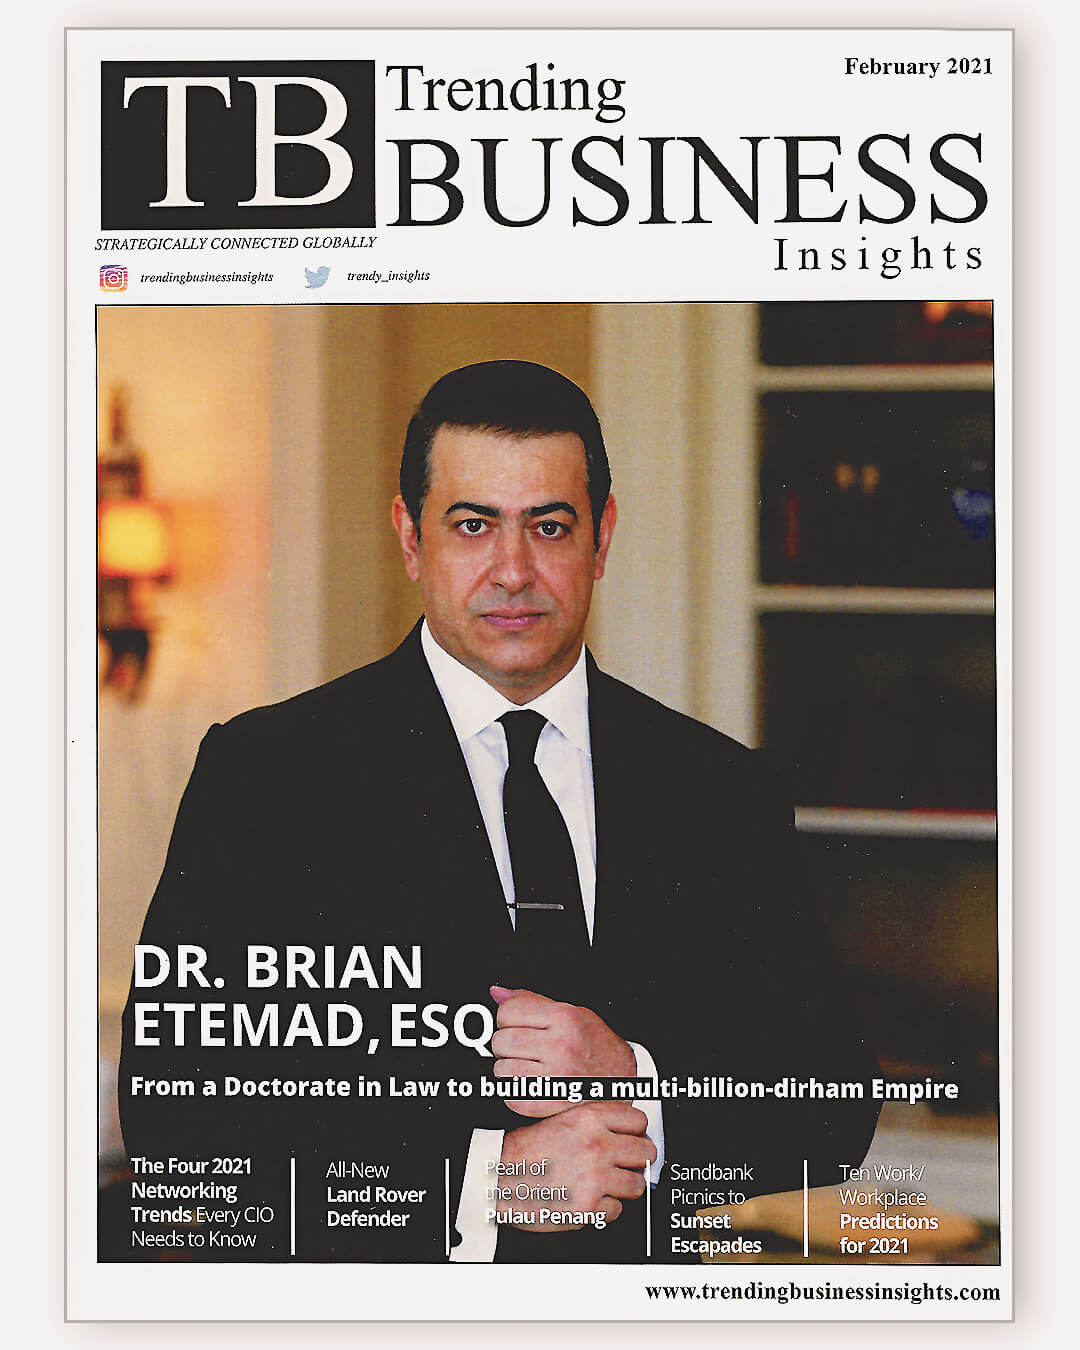 TB
Trending
BUSINESS
Insights
February 2021
STRATEGICALLY CONNECTED GLOBALLY
trendingbusinessinsights
trendy_insights
DR. BRIAN
ETEMAD, ESQ
From a Doctorate in Law to building a multi-billion-dirham Empire
The Four 2021
Networking
Trends Every CIO
Needs to Know
All-New
Land Rover
Defender
Pearl of
the Orient
Pulau Penang
Sandbank
Picnics to
Sunset
Escapades
Ten Work/
Workplace
Predictions
for 2021
www.trendingbusinessinsights.com